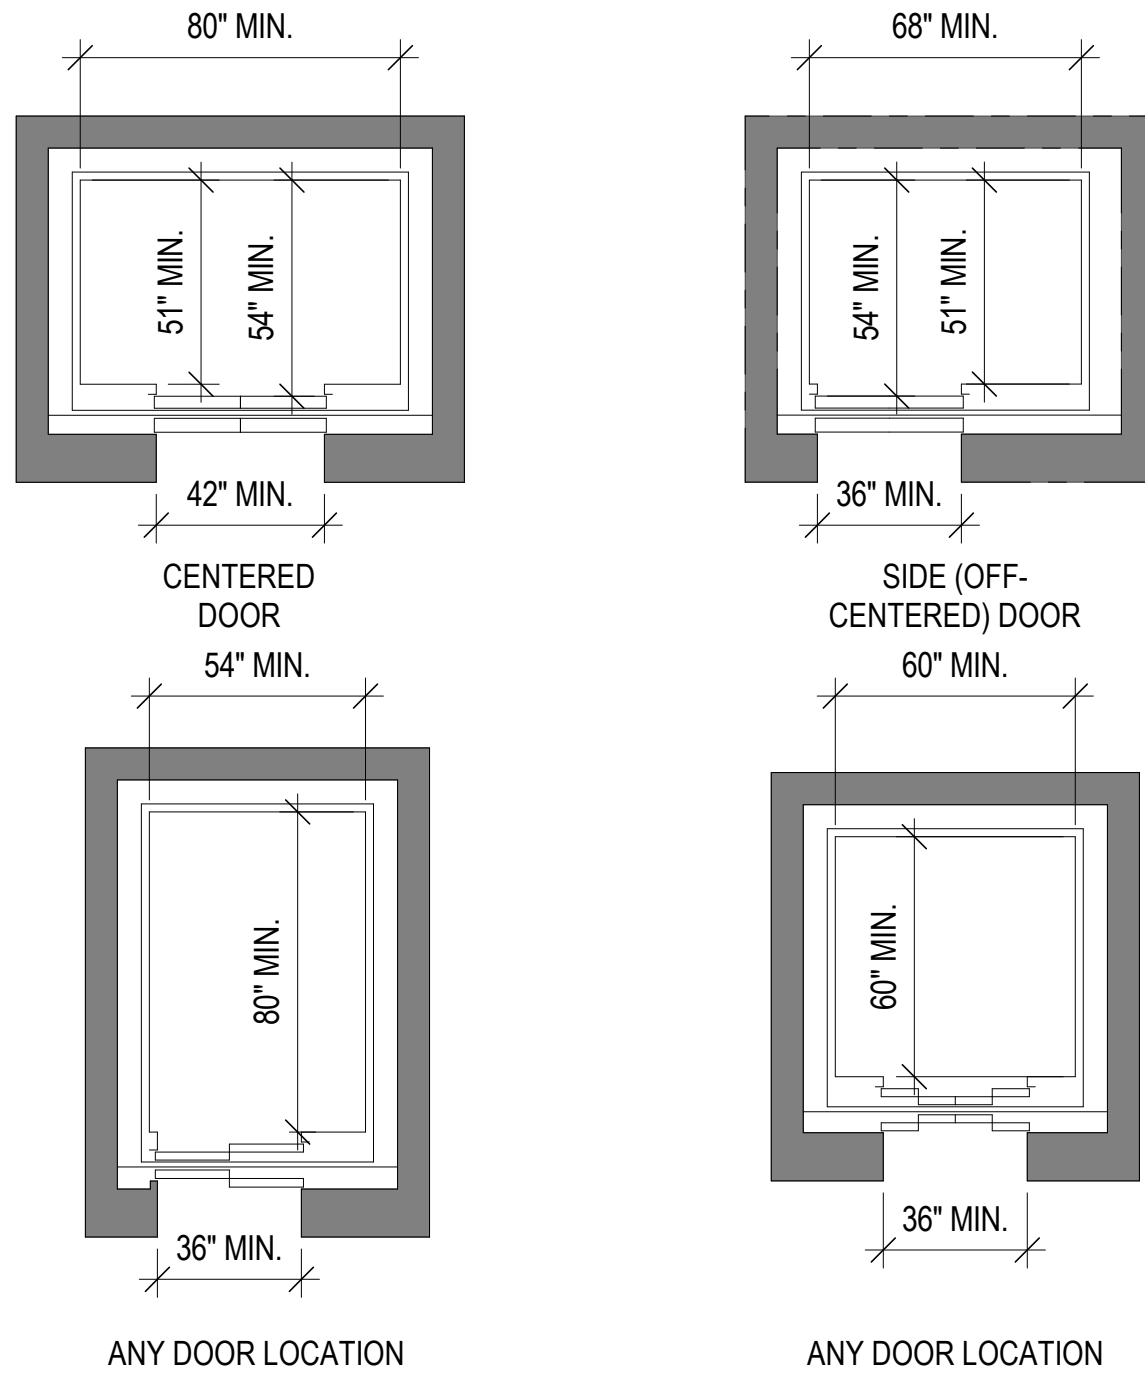 80" MIN.
51" MIN.
54" MIN.
42" MIN.
CENTERED
DOOR
68" MIN.
54" MIN.
51" MIN.
36" MIN.
SIDE (OFF-
CENTERED) DOOR
54" MIN.
80" MIN.
36" MIN.
ANY DOOR LOCATION
60" MIN.
60" MIN.
36" MIN.
ANY DOOR LOCATION